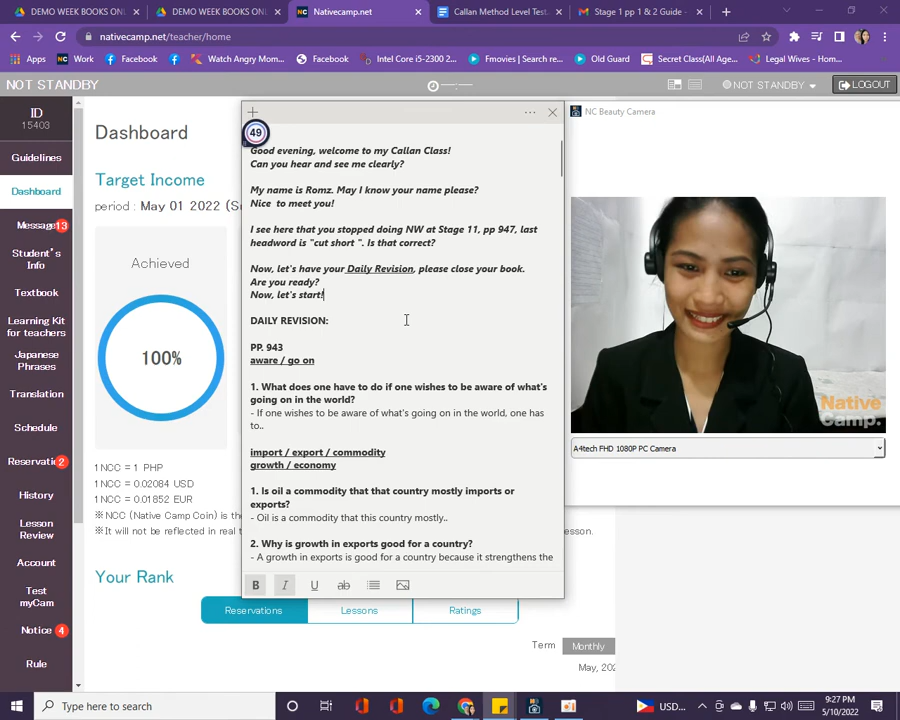 DEMO WEEK BOOKS ON
DEMO WEEK BOOKS ON
Nativecamp.net
Callan Method Level Test
Stage 1 pp 1 & 2 Guide -
nativecamp.net/teacher/home
Apps
Work
Facebook
Watch Angry Mom...
Facebook
Intel Core i5-2300 2...
Fmovies | Search re...
Old Guard
Secret Class(All Age...
Legal Wives - Home...
NOT STANDBY
NOT STANDBY
LOGOUT
ID
15403
Guidelines
Dashboard
Message
13
Student's
Info
Textbook
Learning Kit
for teachers
Japanese
Phrases
Translation
Schedule
Reservati
2
History
Lesson
Review
Account
Test
myCam
Notice
4
Rule
Dashboard
Target Income
period : May 01 2022 (S
Achieved
100%
1 NCC = 1 PHP
1 NCC = 0.02084 USD
1 NCC = 0.01852 EUR
※NCC (Native Camp Coin) is the
※It will not be reflected in real t
esson.
Your Rank
Reservations
Lessons
Ratings
Term
Monthly
May, 202
49
Good evening, welcome to my Callan Class!
Can you hear and see me clearly?
My name is Romz. May I know your name please?
Nice to meet you!
I see here that you stopped doing NW at Stage 11, pp 947, last
headword is "cut short ". Is that correct?
Now, let's have your Daily Revision, please close your book.
Are you ready?
Now, let's start!
DAILY REVISION:
PP. 943
aware / go on
1. What does one have to do if one wishes to be aware of what's
going on in the world?
- If one wishes to be aware of what's going on in the world, one has
to..
import / export / commodity
growth / economy
1. Is oil a commodity that that country mostly imports or
exports?
- Oil is a commodity that this country mostly..
2. Why is growth in exports good for a country?
- A growth in exports is good for a country because it strengthens the
B
I
U
ab
NC Beauty Camera
Native
Camp.
A4tech FHD 1080P PC Camera
Type here to search
USD...
9:27 PM
5/10/2022